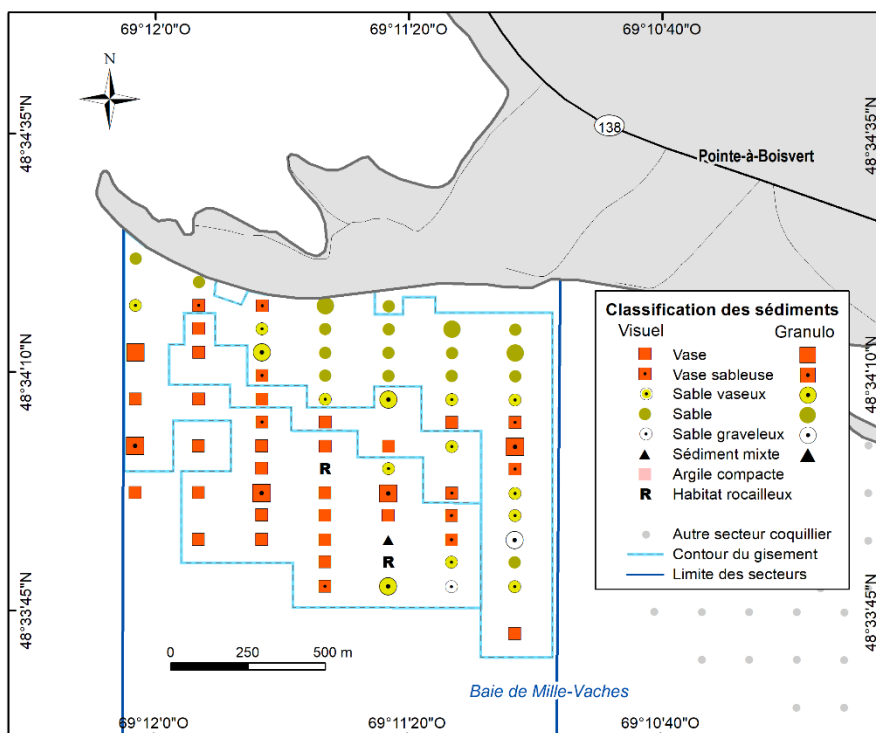 69°12'0"O 69°11'20"O 69°10'40"O
N
48°34'35"N 48°34'35"N
138
Pointe-à-Boisvert
Classification des sédiments
Visuel Granulo
Vase
Vase sableuse
Sable vaseux
Sable
Sable graveleux
Sédiment mixte
Argile compacte
R Habitat rocailleux
Autre secteur coquillier
Contour du gisement
Limite des secteurs
48°34'10"N 48°34'10"N
R
R
48°33'45"N 48°33'45"N
0 250 500 m
Baie de Mille-Vaches
69°12'0"O 69°11'20"O 69°10'40"O